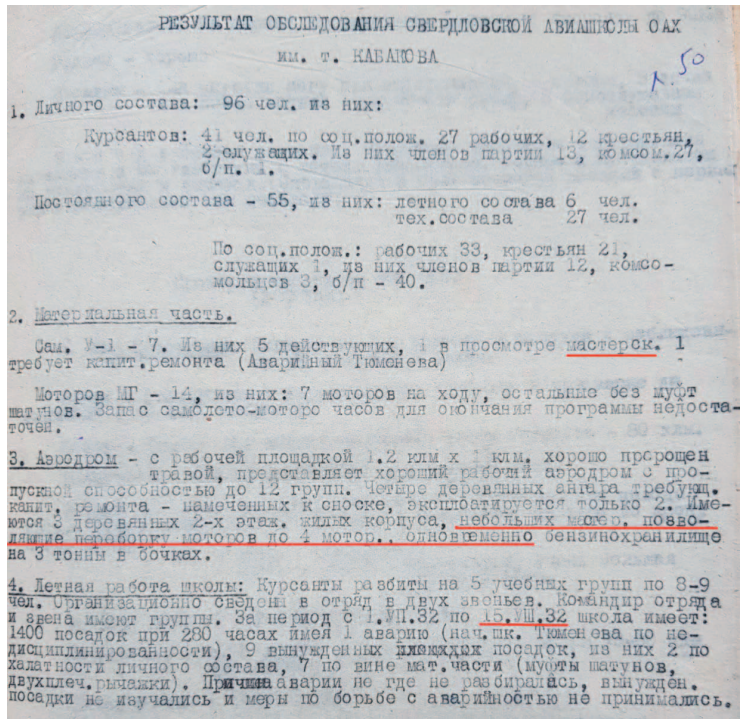 РЕЗУЛЬТАТ ОБСЛЕДОВАНИЯ СВЕРДЛОВСКОЙ АВИАШКОЛЫ ОАХ
им. т. КАБАКОВА
50
1. Личного состава: 96 чел. из них:
Курсантов: 41 чел. по соц.полож. 27 рабочих, 12 крестьян,
2 служащих. Из них членов партии 13, комсом.27,
б/п. 1.
Постоянного состава - 55, из них: летного состава 6 чел.
тех.состава 27 чел.
По соц.полож.: рабочих 33, крестьян 21,
служащих 1, из них членов партии 12, комсо-
мольцев 3, б/п - 40.
2. Материальная часть.
Сам. У-1 - 7. Из них 5 действующих, 1 в просмотре мастерск. 1
требует капит.ремонта (Аварийный Тюменева)
Моторов МГ - 14, из них: 7 моторов на ходу, остальные без муфт
шатунов. Запас самолето-моторо часов для окончания программы недоста-
точен.
3. Аэродром - с рабочей площадкой 1.2 клм х 1 клм. хорошо пророщен
травой, представляет хороший рабочий аэродром с про-
пускной способностью до 12 групп. Четыре деревянных ангара требующ.
капит. ремонта - намеченных к сноске, эксплоатируется только 2. Име-
ются 3 деревянных 2-х этаж. жилых корпуса, небольших мастер. позво-
ляющие переборку моторов до 4 мотор., одновременно бензинохранилище
на 3 тонны в бочках.
4. Летная работа школы: Курсанты разбиты на 5 учебных групп по 8-9
чел. Организационно сведены в отряд в двух звеньев. Командир отряда
и звена имеют группы. За период с 1.УП.32 по 15.УШ.32 школа имеет:
1400 посадок при 280 часах имея 1 аварию (нач.шк. Тюменева по не-
дисциплинированности), 9 вынужденных посадок, из них 2 по
халатности личного состава, 7 по вине мат.части (муфты шатунов,
двухплеч.рычажки). Причина аварии не где не разбиралась, вынужден.
посадки не изучались и меры по борьбе с аварийностью не принимались.